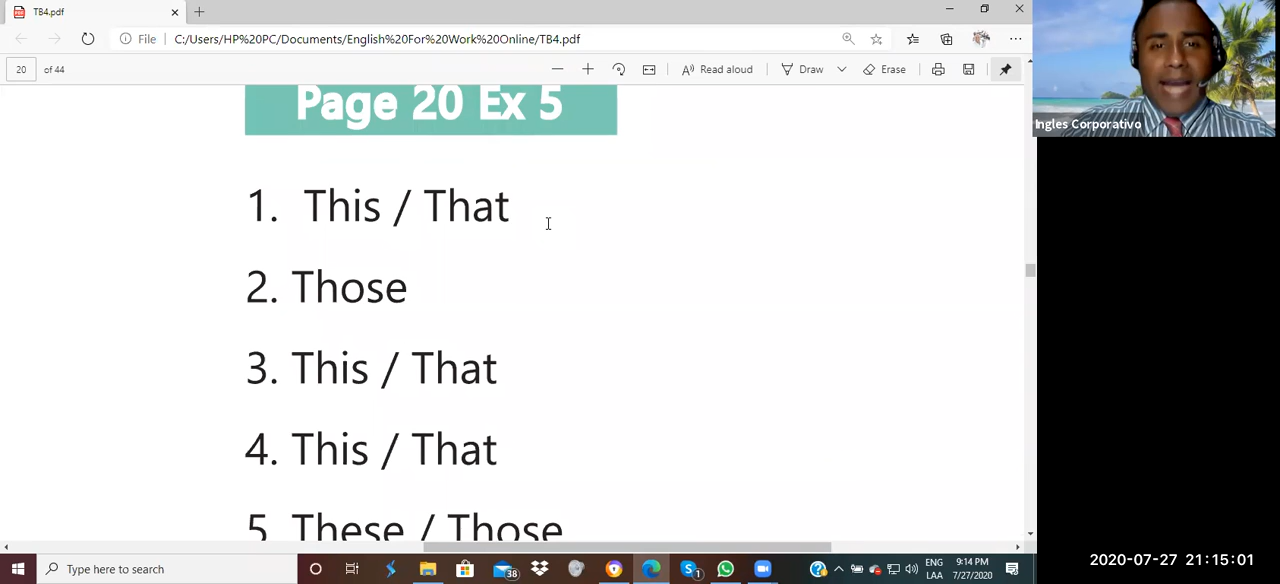 TB4.pdf
File C:/Users/HP%20PC/Documents/English%20For%20Work%20Online/TB4.pdf
20 of 44 Read aloud Draw Erase
Ingles Corporativo
Page 20 Ex 5
1. This / That
2. Those
3. This / That
4. This / That
5 These / Those
Type here to search
38
1
ENG
LAA
9:14 PM
7/27/2020
2020-07-27 21:15:01